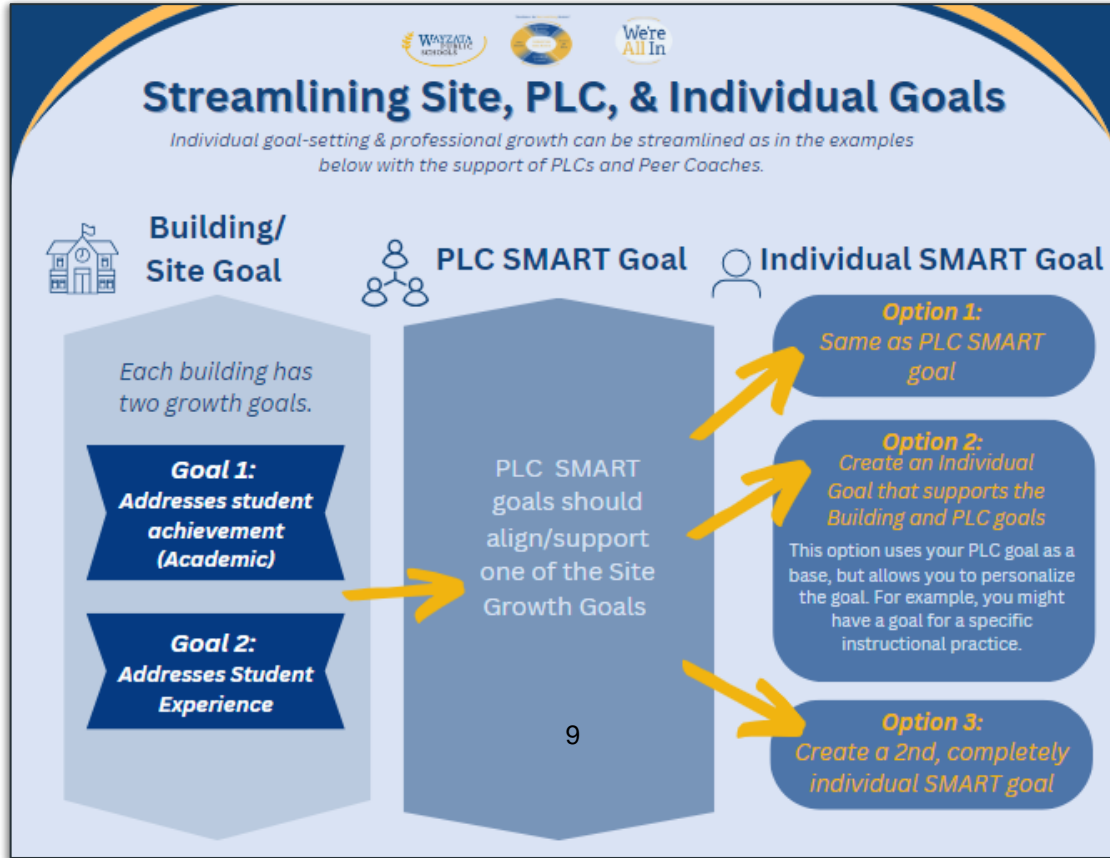 WAYZATA
PUBLIC
SCHOOLS
We're
All In
Streamlining Site, PLC, & Individual Goals
Individual goal-setting & professional growth can be streamlined as in the examples
below with the support of PLCs and Peer Coaches.
Building/
Site Goal
Each building has
two growth goals.
Goal 1:
Addresses student
achievement
(Academic)
Goal 2:
Addresses Student
Experience
PLC SMART Goal
PLC SMART
goals should
align/support
one of the Site
Growth Goals
9
Individual SMART Goal
Option 1:
Same as PLC SMART
goal
Option 2:
Create an Individual
Goal that supports the
Building and PLC goals
This option uses your PLC goal as a
base, but allows you to personalize
the goal. For example, you might
have a goal for a specific
instructional practice.
Option 3:
Create a 2nd, completely
individual SMART goal